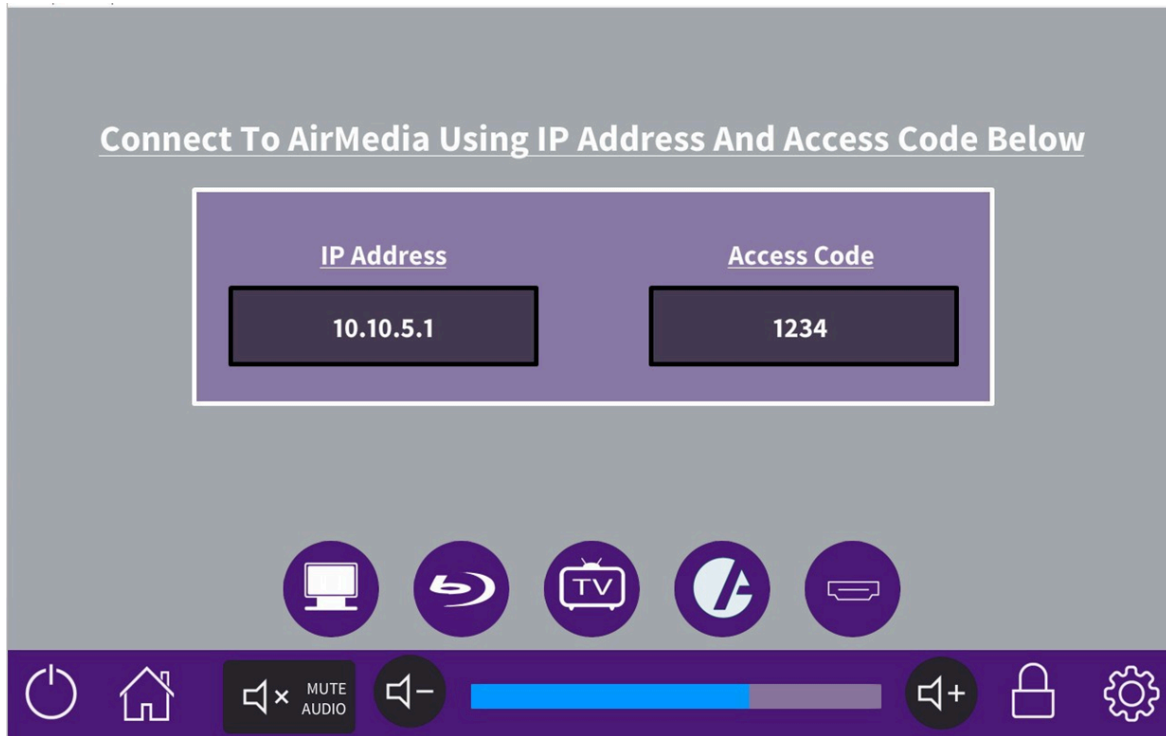 Connect To AirMedia Using IP Address And Access Code Below
IP Address
Access Code
10.10.5.1
1234
TV
MUTE
AUDIO